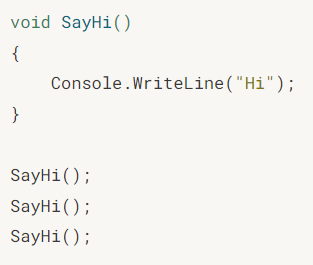 void SayHi()
{
    Console.WriteLine("Hi");
}

SayHi();
SayHi();
SayHi();